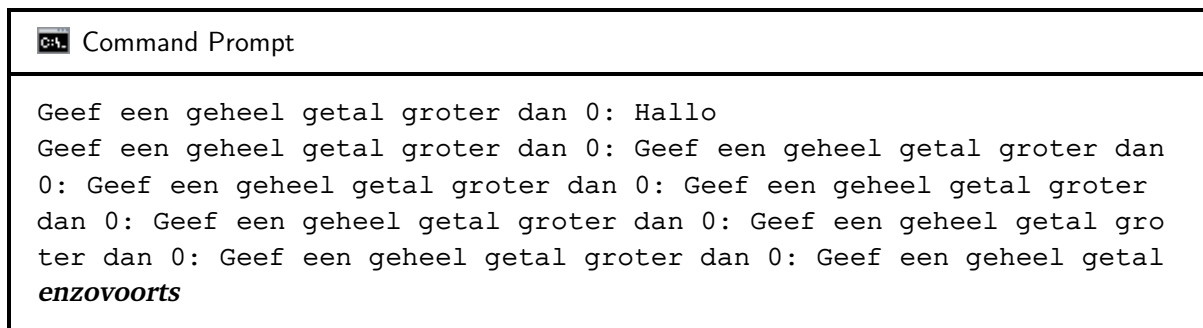 C:\_ Command Prompt
Geef een geheel getal groter dan 0: Hallo
Geef een geheel getal groter dan 0: Geef een geheel getal groter dan
0: Geef een geheel getal groter dan 0: Geef een geheel getal groter
dan 0: Geef een geheel getal groter dan 0: Geef een geheel getal gro
ter dan 0: Geef een geheel getal groter dan 0: Geef een geheel getal
enzovoorts